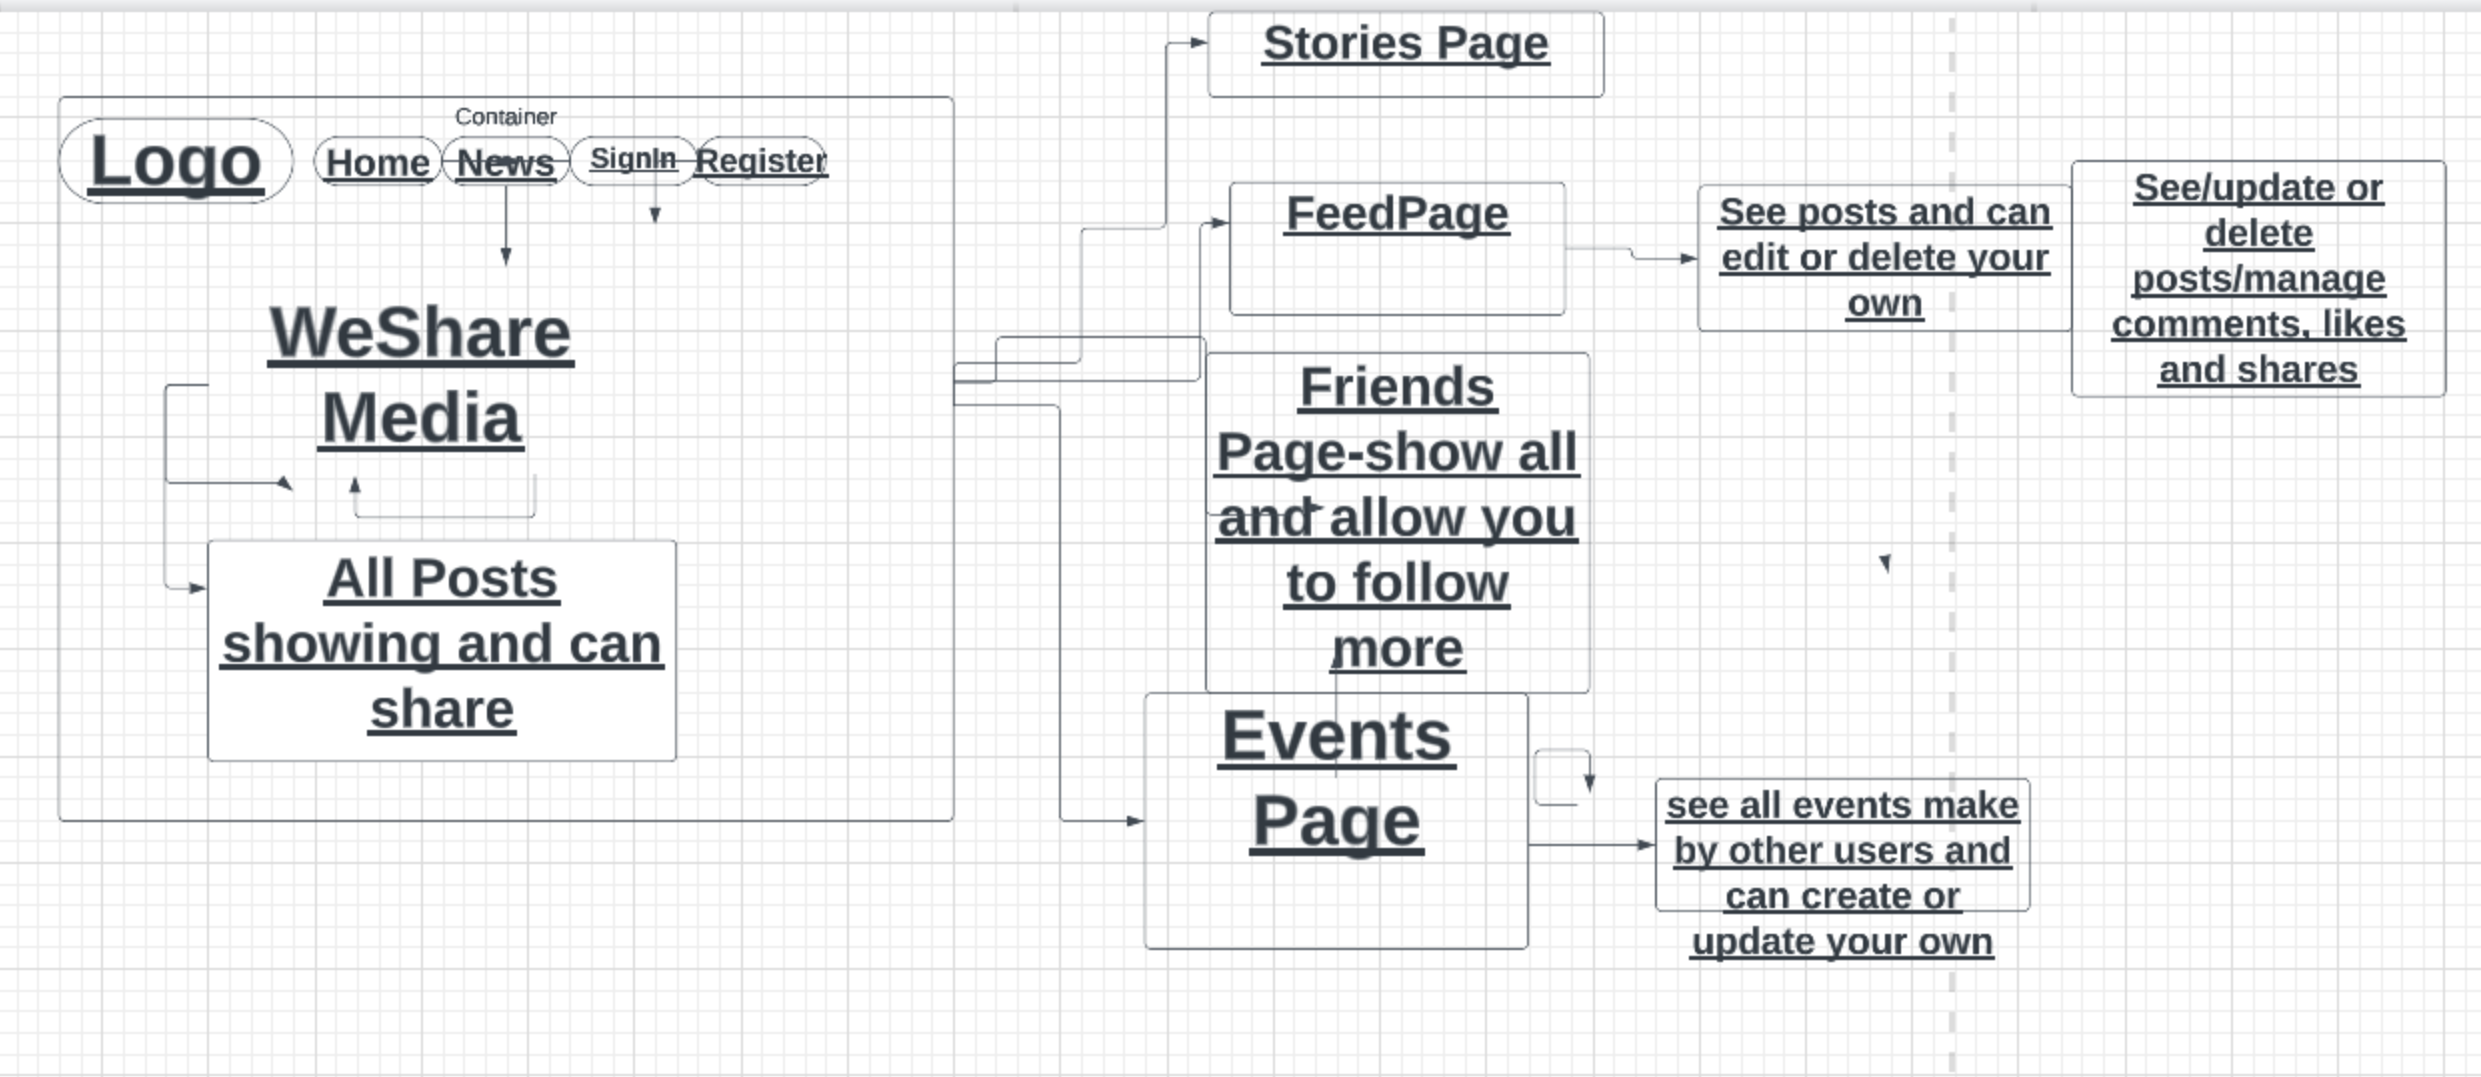 Stories Page
Container
Logo
Home
News
SignIn
Register
WeShare
Media
All Posts
showing and can
share
FeedPage
See posts and can
edit or delete your
own
See/update or
delete
posts/manage
comments, likes
and shares
Friends
Page-show all
and allow you
to follow
more
Events
Page
see all events make
by other users and
can create or
update your own